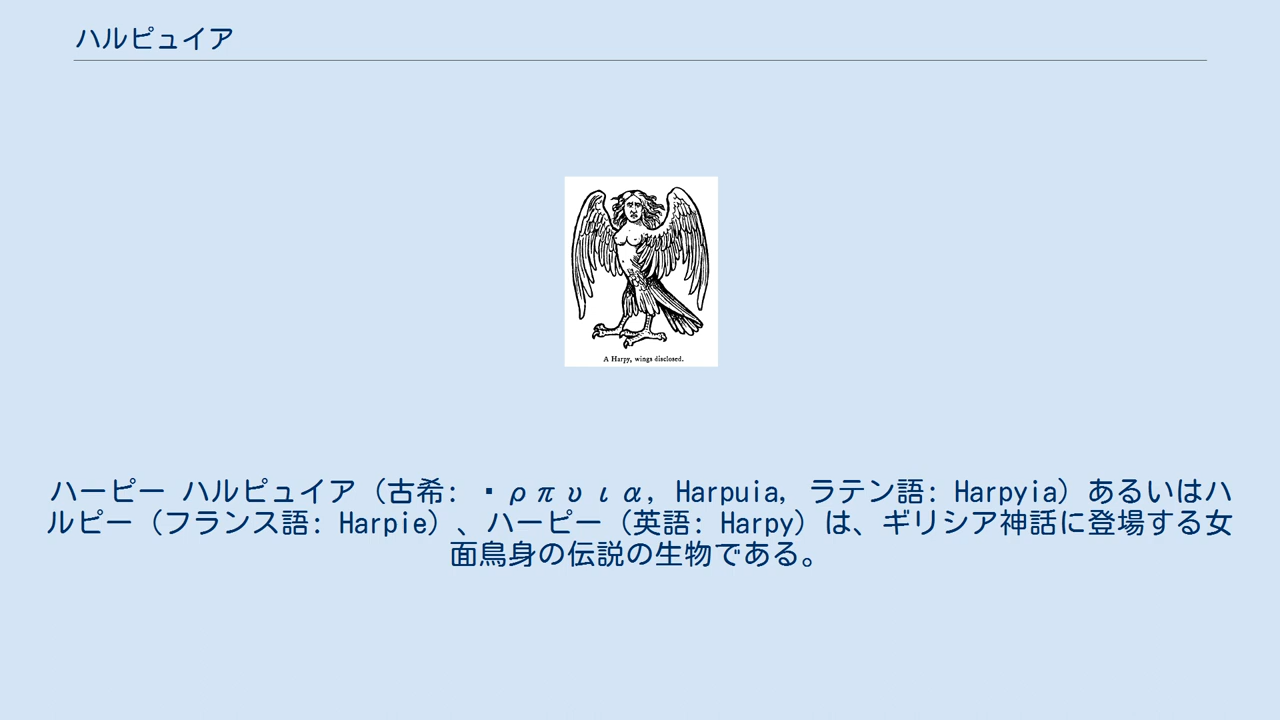 ハルピュイア
A Harpy, wings disclosed.
ハーピー ハルピュイア（古希: ・ρπυια, Harpuia, ラテン語: Harpyia）あるいはハ
ルピー（フランス語: Harpie）、ハーピー（英語: Harpy）は、ギリシア神話に登場する女
面鳥身の伝説の生物である。